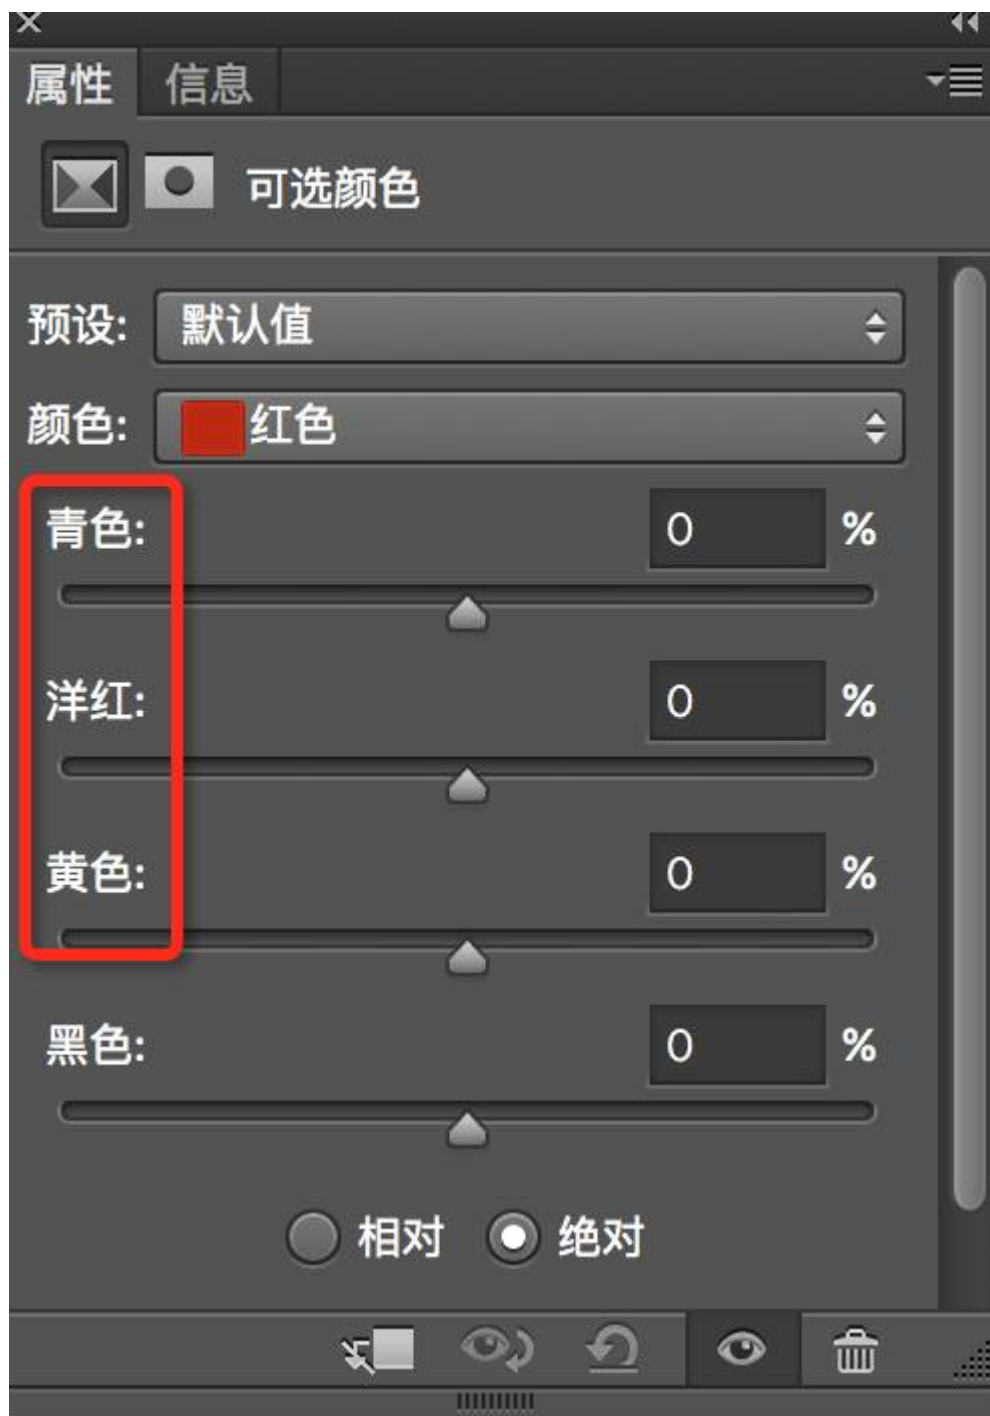 属性 信息
可选颜色
预设: 默认值
颜色: 红色
青色: 0 %
洋红: 0 %
黄色: 0 %
黑色: 0 %
相对 绝对